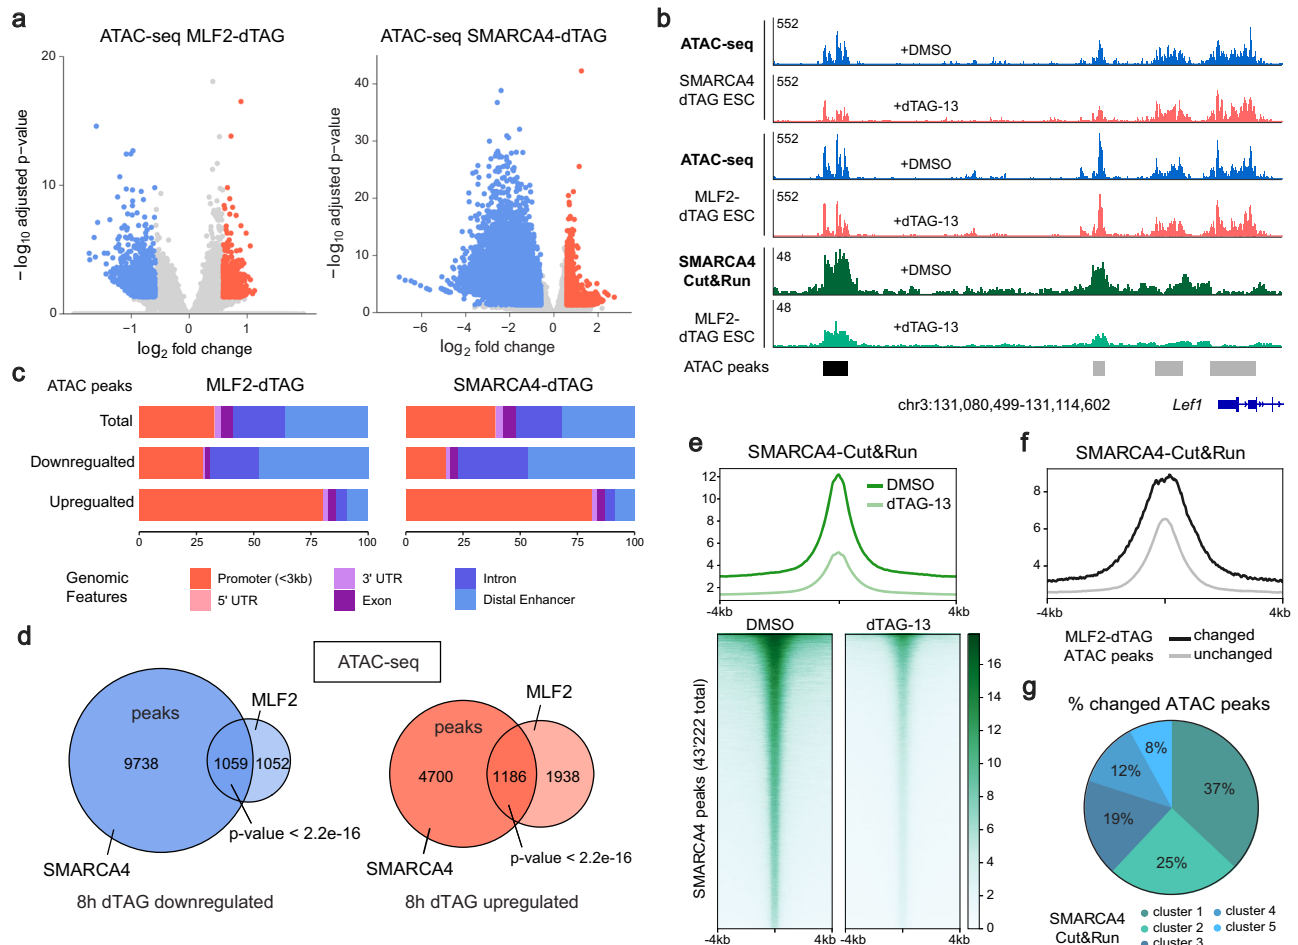 a
ATAC-seq MLF2-dTAG
ATAC-seq SMARCA4-dTAG
− log10 adjusted p-value
20
10
0
−1
0
1
log2 fold change
− log10 adjusted p-value
40
30
20
10
0
−6
−4
−2
0
2
log2 fold change
b
ATAC-seq
SMARCA4
dTAG ESC
552
+DMSO
552
+dTAG-13
ATAC-seq
MLF2-
dTAG ESC
552
+DMSO
552
+dTAG-13
SMARCA4
Cut&Run
MLF2-
dTAG ESC
48
+DMSO
48
+dTAG-13
ATAC peaks
chr3:131,080,499-131,114,602
Lef1
c
ATAC peaks
MLF2-dTAG
SMARCA4-dTAG
Total
Downregualted
Upregualted
0 25 50 75 100
0 25 50 75 100
Genomic
Features
Promoter (<3kb)
5' UTR
3' UTR
Exon
Intron
Distal Enhancer
d
ATAC-seq
peaks
MLF2
9738
1059
1052
p-value < 2.2e-16
SMARCA4
8h dTAG downregulated
peaks
MLF2
4700
1186
1938
p-value < 2.2e-16
SMARCA4
8h dTAG upregulated
e
SMARCA4-Cut&Run
12
10
8
6
4
2
DMSO
dTAG-13
-4kb
4kb
DMSO
dTAG-13
SMARCA4 peaks (43'222 total)
-4kb
4kb
-4kb
4kb
16
14
12
10
8
6
4
2
0
f
SMARCA4-Cut&Run
8
6
4
-4kb
4kb
MLF2-dTAG
ATAC peaks
changed
unchanged
g
% changed ATAC peaks
8%
12%
37%
19%
25%
SMARCA4
Cut&Run
cluster 1
cluster 2
cluster 3
cluster 4
cluster 5